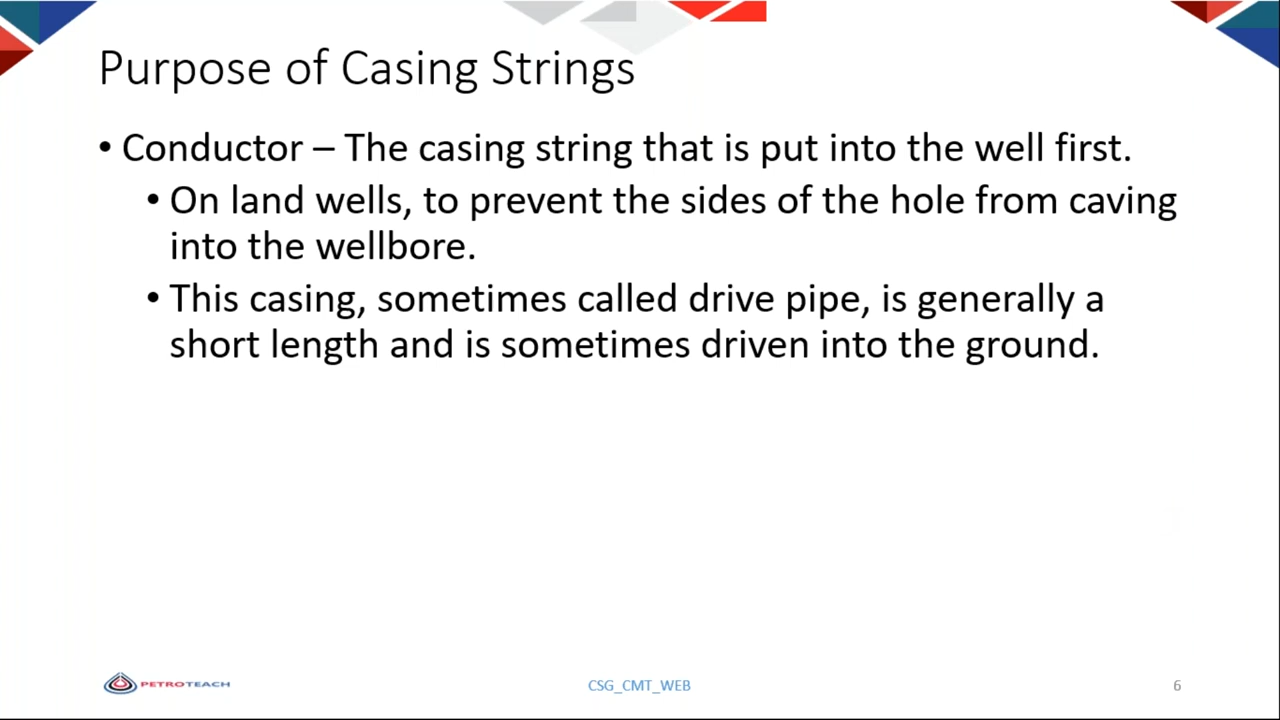 Purpose of Casing Strings
• Conductor – The casing string that is put into the well first.
• On land wells, to prevent the sides of the hole from caving
into the wellbore.
• This casing, sometimes called drive pipe, is generally a
short length and is sometimes driven into the ground.
PETROTEACH
CSG_CMT_WEB
6